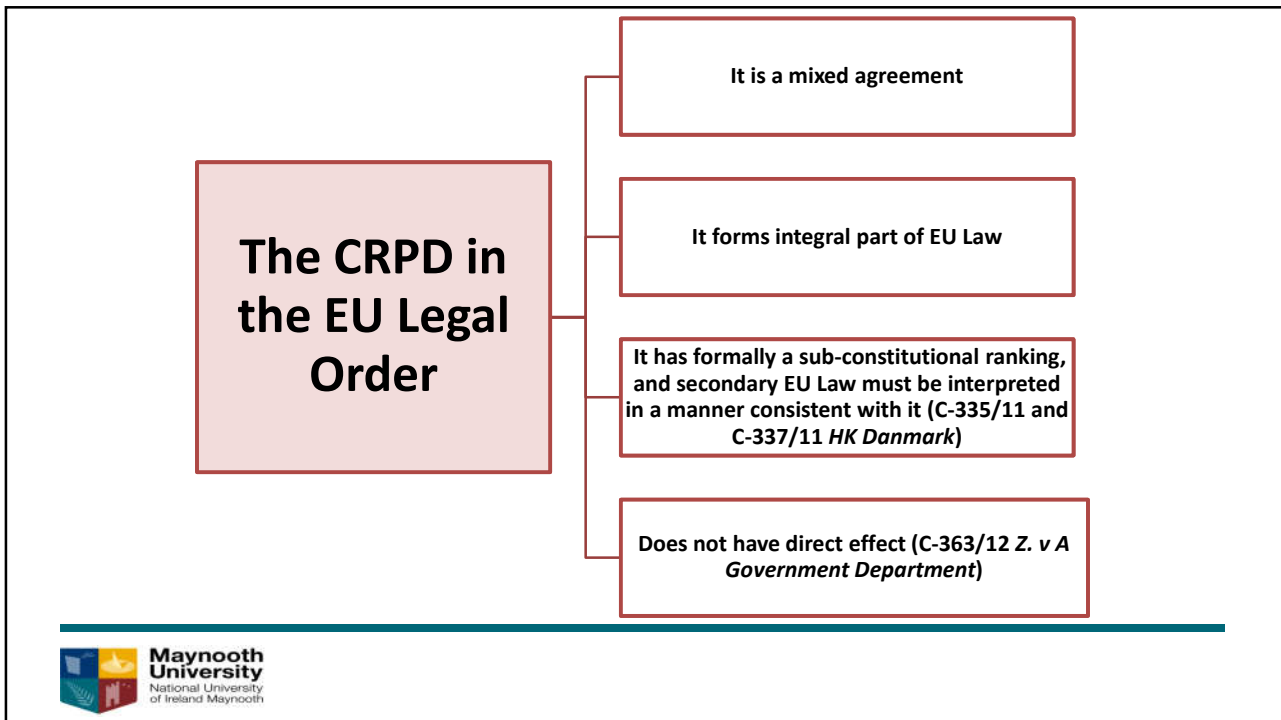 It is a mixed agreement
The CRPD in
the EU Legal
Order
It forms integral part of EU Law
It has formally a sub-constitutional ranking,
and secondary EU Law must be interpreted
in a manner consistent with it (C-335/11 and
C-337/11 HK Danmark)
Does not have direct effect (C-363/12 Z. v A
Government Department)
Maynooth
University
National University
of Ireland Maynooth